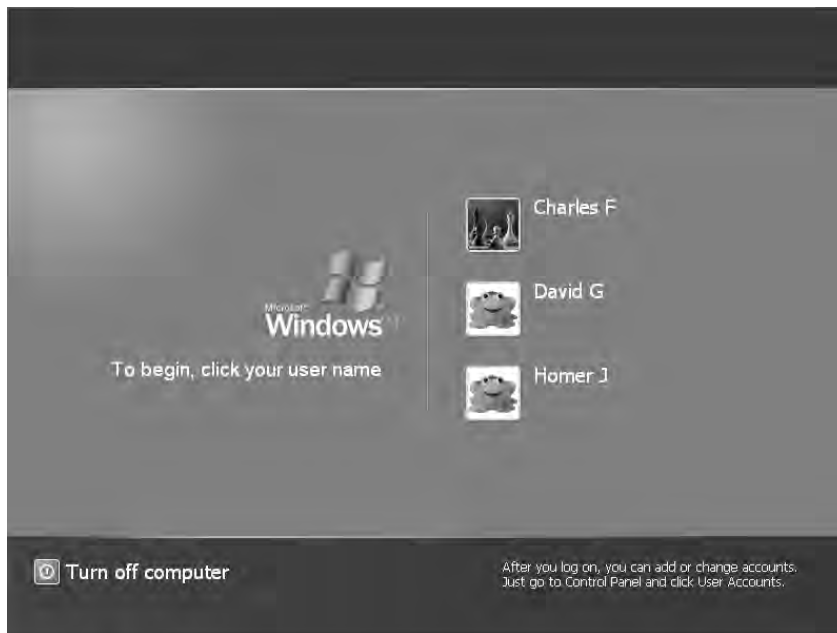 Charles F
David G
Microsoft
Windows
To begin, click your user name
Homer J
Turn off computer
After you log on, you can add or change accounts.
Just go to Control Panel and click User Accounts.